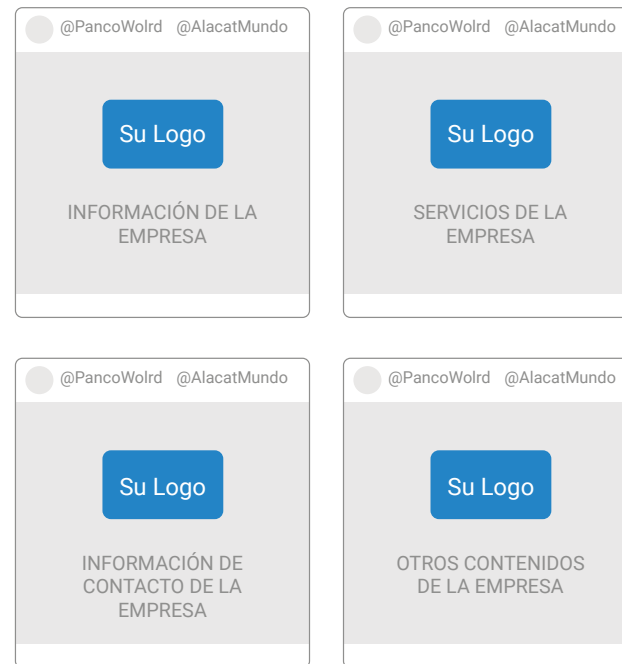 @PancoWolrd @AlacatMundo
Su Logo
INFORMACIÓN DE LA
EMPRESA
@PancoWolrd @AlacatMundo
Su Logo
SERVICIOS DE LA
EMPRESA
@PancoWolrd @AlacatMundo
Su Logo
INFORMACIÓN DE
CONTACTO DE LA
EMPRESA
@PancoWolrd @AlacatMundo
Su Logo
OTROS CONTENIDOS
DE LA EMPRESA